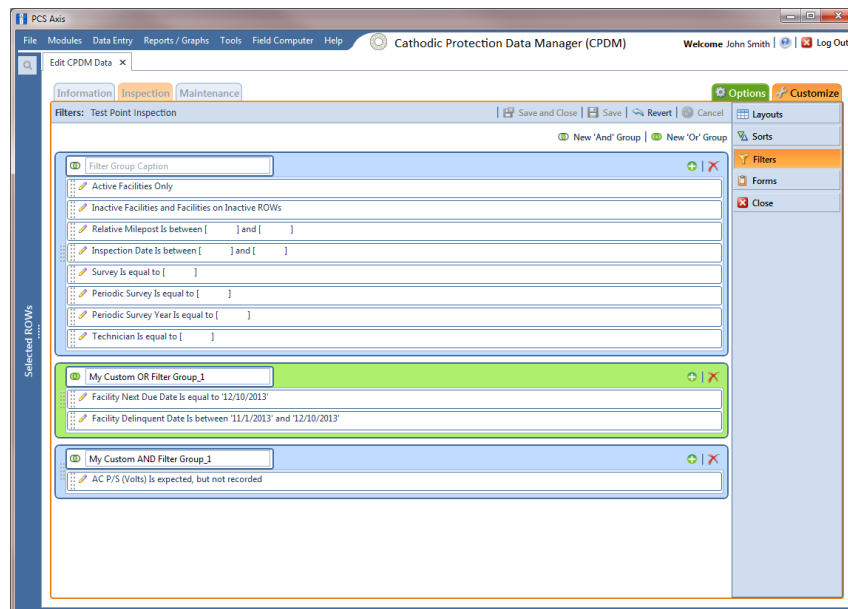 PCS Axis
File Modules Data Entry Reports / Graphs Tools Field Computer Help Cathodic Protection Data Manager (CPDM) Welcome John Smith | | Log Out
Edit CPDM Data ×
Information Inspection Maintenance Options Customize
Filters: Test Point Inspection | Save and Close | Save | Revert | Cancel
Layouts
New 'And' Group | New 'Or' Group
Sorts
Filters
Forms
Close
Filter Group Caption
Active Facilities Only
Inactive Facilities and Facilities on Inactive ROWs
Relative Milepost Is between [ ] and [ ]
Inspection Date Is between [ ] and [ ]
Survey Is equal to [ ]
Periodic Survey Is equal to [ ]
Periodic Survey Year Is equal to [ ]
Technician Is equal to [ ]
Selected ROWs
My Custom OR Filter Group_1
Facility Next Due Date Is equal to '12/10/2013'
Facility Delinquent Date Is between '11/1/2013' and '12/10/2013'
My Custom AND Filter Group_1
AC P/S (Volts) Is expected, but not recorded